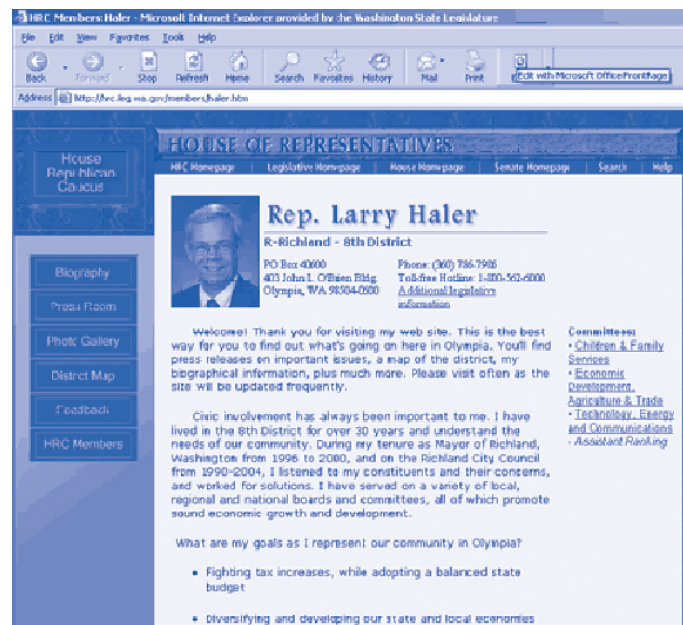 HRC Members: Haler - Microsoft Internet Explorer provided by the Washington State Legislature
File Edit View Favorites Tools Help
Back Forward Stop Refresh Home Search Favorites History Mail Print Edit with Microsoft Office FrontPage
Address http://hrc.leg.wa.gov/members/haler.htm
HOUSE OF REPRESENTATIVES
House
Republican
Caucus
HRC Homepage | Legislative Homepage | House Homepage | Senate Homepage | Search | Help
Rep. Larry Haler
R-Richland - 8th District
PO Box 40600
403 John L. O'Brien Bldg.
Olympia, WA 98504-0600
Phone: (360) 786-7986
Toll-free Hotline: 1-800-562-6000
Additional legislative
information
Biography
Press Room
Photo Gallery
District Map
Feedback
HRC Members
Welcome! Thank you for visiting my web site. This is the best
way for you to find out what's going on here in Olympia. You'll find
press releases on important issues, a map of the district, my
biographical information, plus much more. Please visit often as the
site will be updated frequently.
Civic involvement has always been important to me. I have
lived in the 8th District for over 30 years and understand the
needs of our community. During my tenure as Mayor of Richland,
Washington from 1996 to 2000, and on the Richland City Council
from 1990-2004, I listened to my constituents and their concerns,
and worked for solutions. I have served on a variety of local,
regional and national boards and committees, all of which promote
sound economic growth and development.
What are my goals as I represent our community in Olympia?
• Fighting tax increases, while adopting a balanced state
budget
• Diversifying and developing our state and local economies
Committees:
• Children & Family
Services
• Economic
Development,
Agriculture & Trade
• Technology, Energy
and Communications
- Assistant Ranking